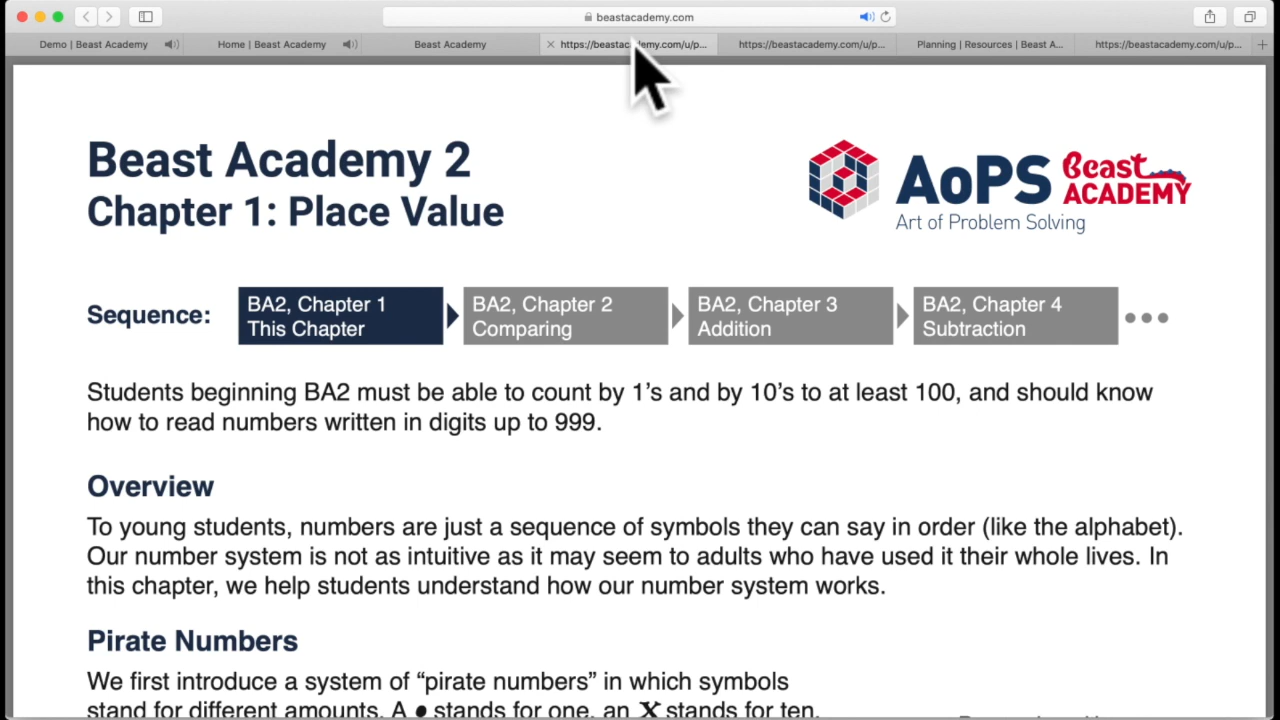 beastacademy.com
Demo | Beast Academy
Home | Beast Academy
Beast Academy
https://beastacademy.com/u/p...
https://beastacademy.com/u/p...
Planning | Resources | Beast A...
https://beastacademy.com/u/p...
Beast Academy 2
Chapter 1: Place Value
AoPS Beast ACADEMY
Art of Problem Solving
Sequence:
BA2, Chapter 1
This Chapter
BA2, Chapter 2
Comparing
BA2, Chapter 3
Addition
BA2, Chapter 4
Subtraction
Students beginning BA2 must be able to count by 1's and by 10's to at least 100, and should know
how to read numbers written in digits up to 999.
Overview
To young students, numbers are just a sequence of symbols they can say in order (like the alphabet).
Our number system is not as intuitive as it may seem to adults who have used it their whole lives. In
this chapter, we help students understand how our number system works.
Pirate Numbers
We first introduce a system of “pirate numbers” in which symbols
stand for different amounts. A • stands for one, an X stands for ten,